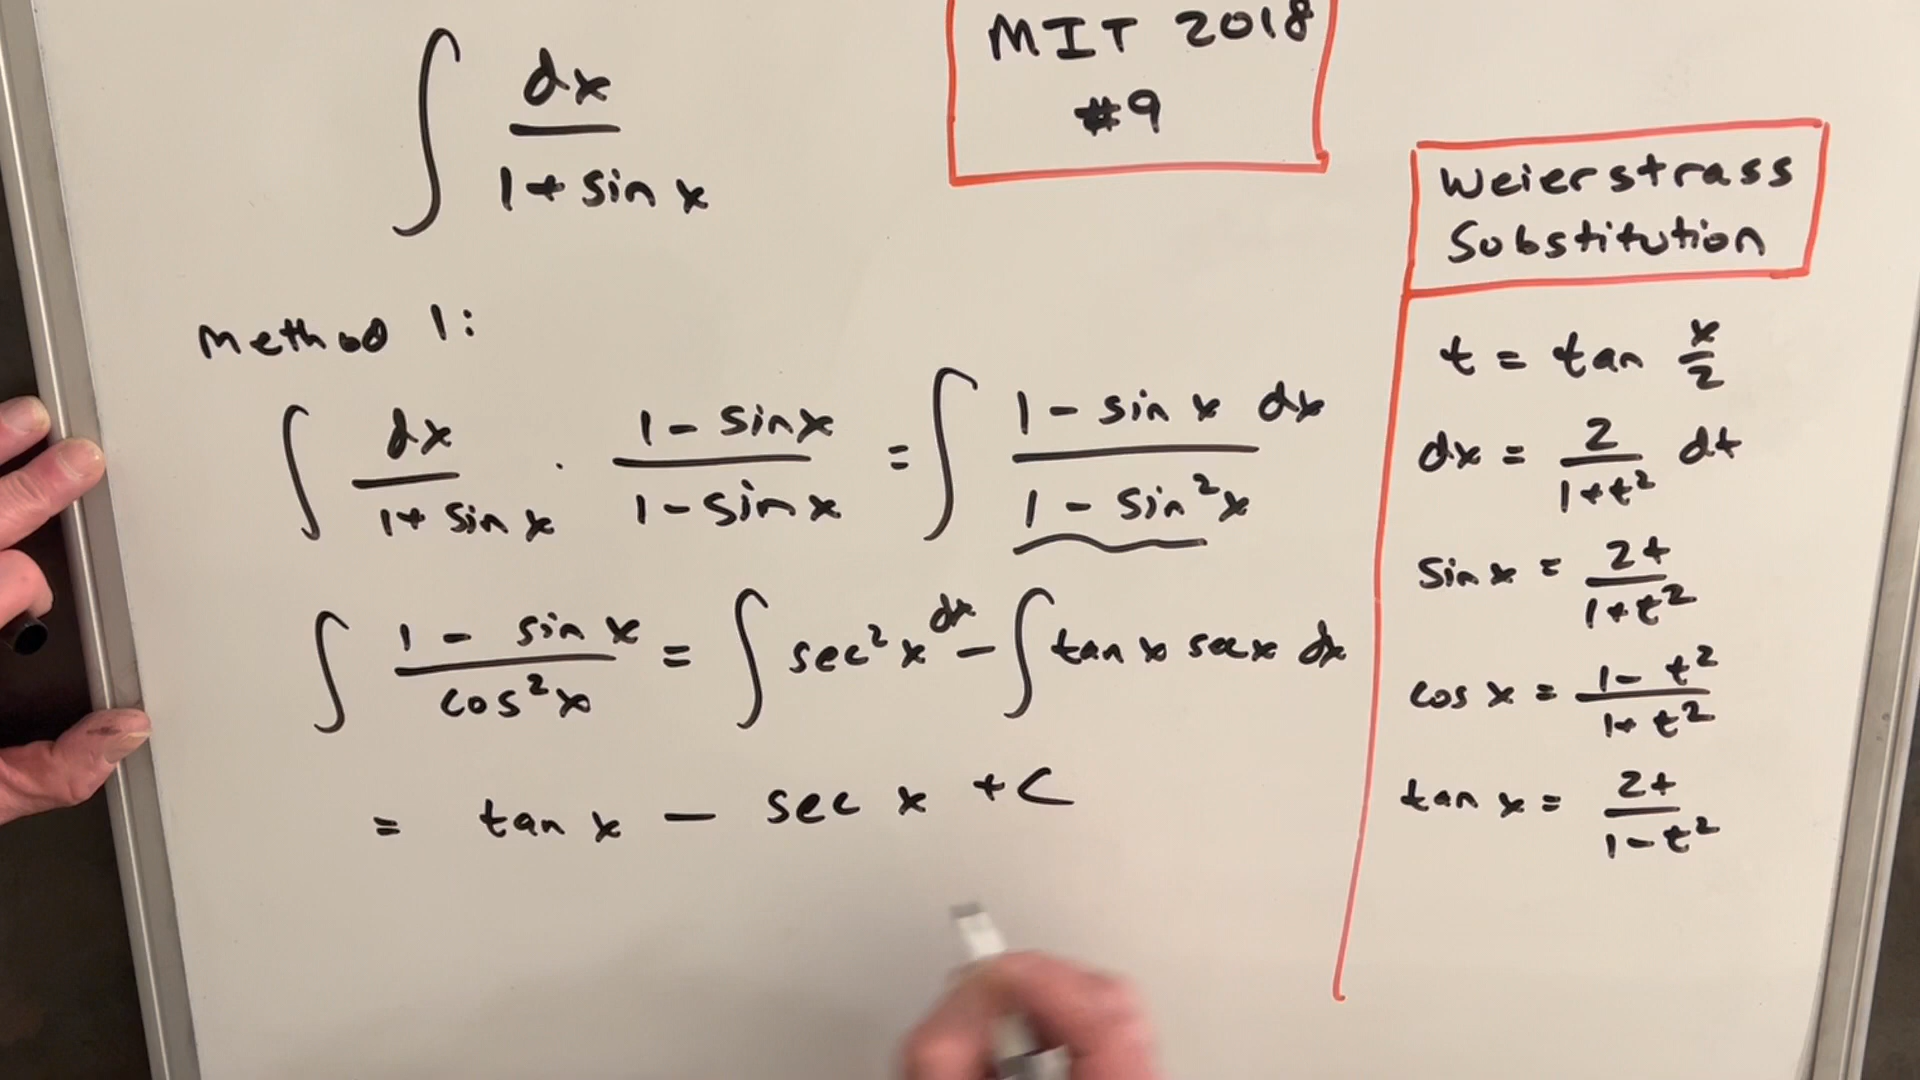 ∫ dx / (1 + sin x)
MIT 2018
#9
Method 1:
∫ dx / (1 + sin x) · (1 - sin x) / (1 - sin x) = ∫ (1 - sin x dx) / (1 - sin²x)
∫ (1 - sin x) / cos²x = ∫ sec²x dx - ∫ tan x sec x dx
= tan x - sec x + C
Weierstrass
Substitution
t = tan x/2
dx = 2 / (1 + t²) dt
sin x = 2t / (1 + t²)
cos x = (1 - t²) / (1 + t²)
tan x = 2t / (1 - t²)